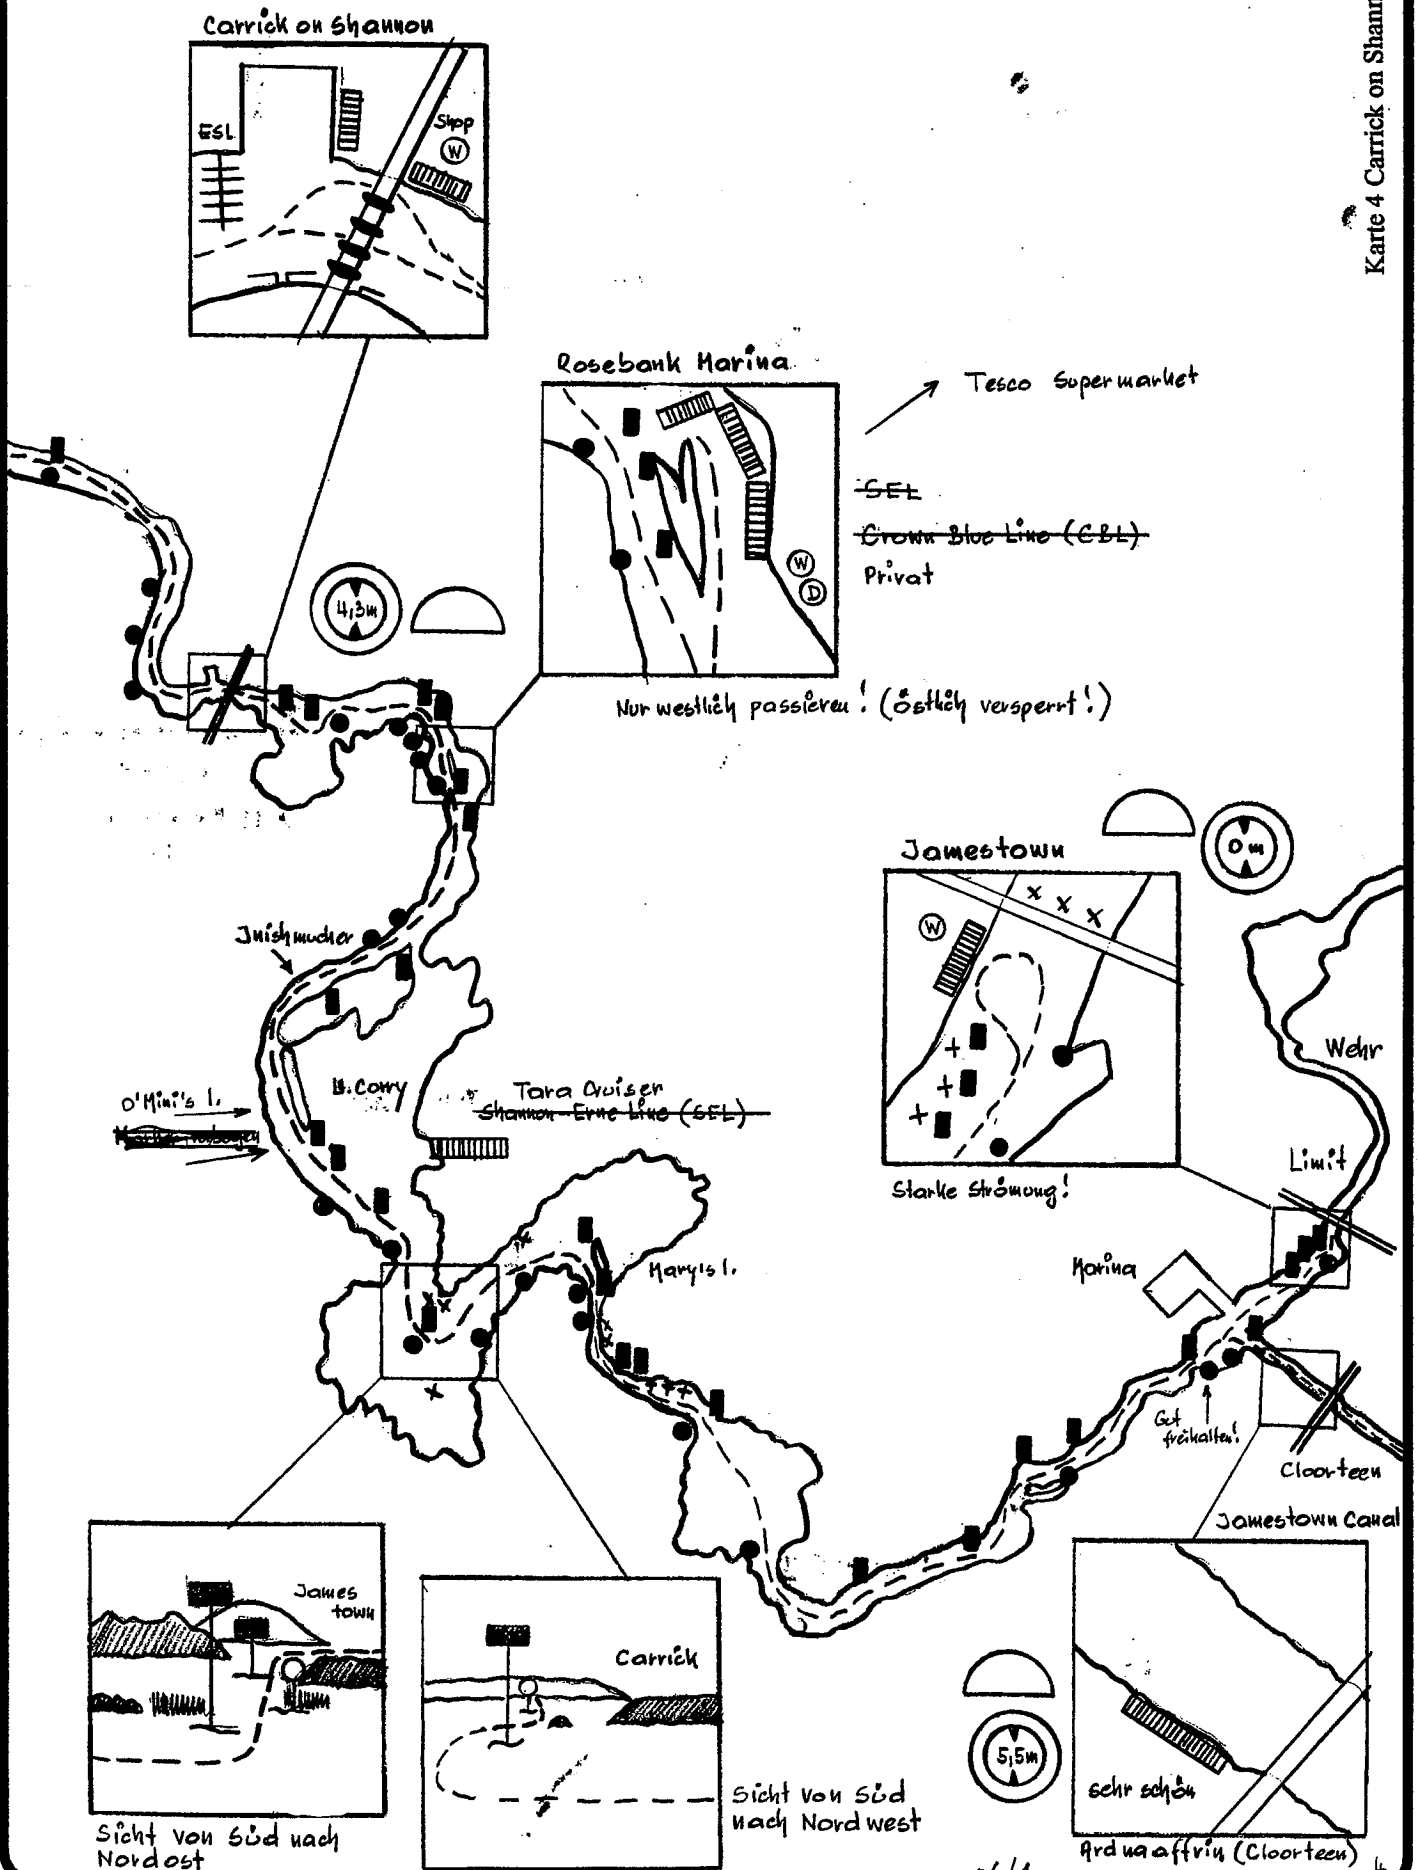 Carrick on Shannon
ESL
Shop
W
Karte 4 Carrick on Shann
Rosebank Marina
Tesco Supermarket
SEL
Crown Blue Line (CBL)
Privat
W
D
4,3m
Nur westlich passieren! (östlich versperrt!)
Jamestown
0 m
W
Starke Strömung!
Inishmucher
Wehr
Limit
O'Mini's I.
L. Corry
Tara Cruiser
Shannon-Erne Line (SEL)
Mary's I.
Marina
Gut
freihalten!
Cloorteen
Jamestown Canal
James
town
Sicht von Süd nach
Nordost
Carrick
Sicht von Süd
nach Nordwest
5,5m
sehr schön
Ardnaaffrin (Cloorteen)